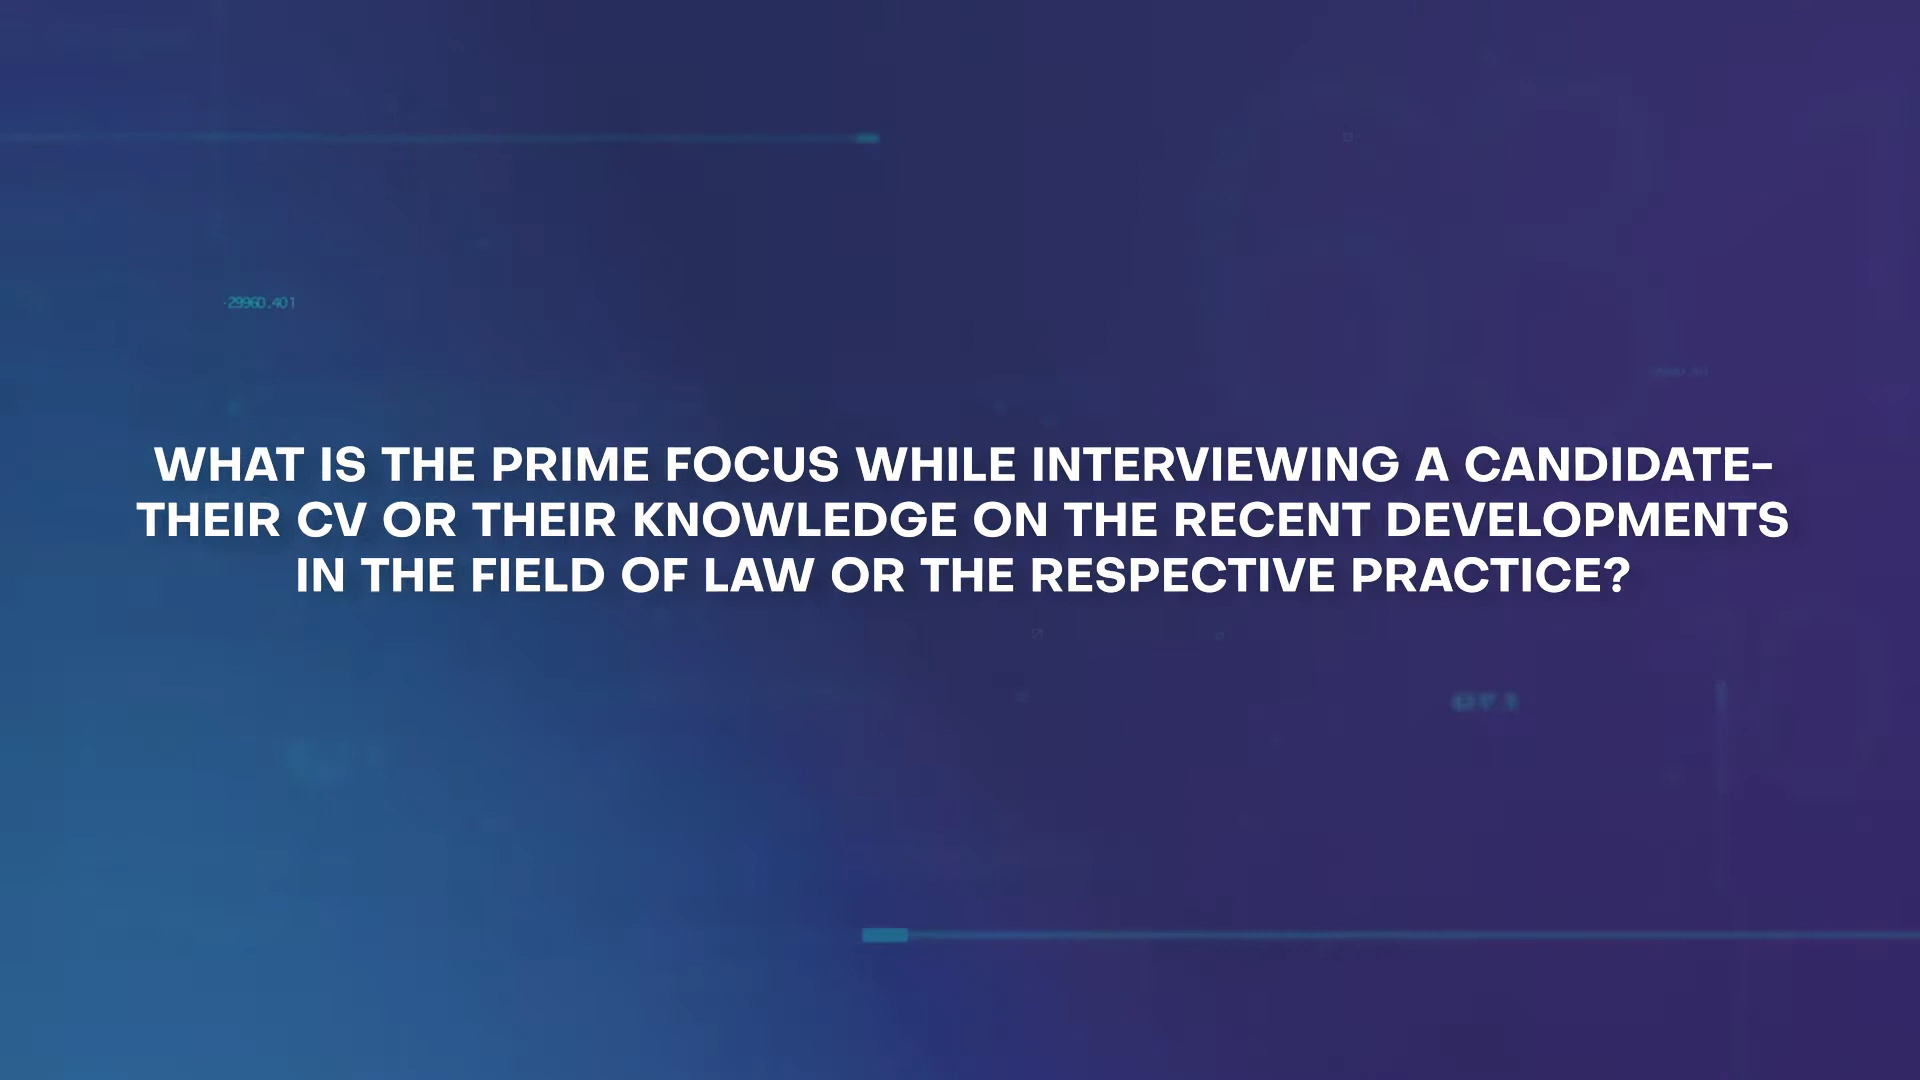 -29960.401
WHAT IS THE PRIME FOCUS WHILE INTERVIEWING A CANDIDATE-
THEIR CV OR THEIR KNOWLEDGE ON THE RECENT DEVELOPMENTS
IN THE FIELD OF LAW OR THE RESPECTIVE PRACTICE?